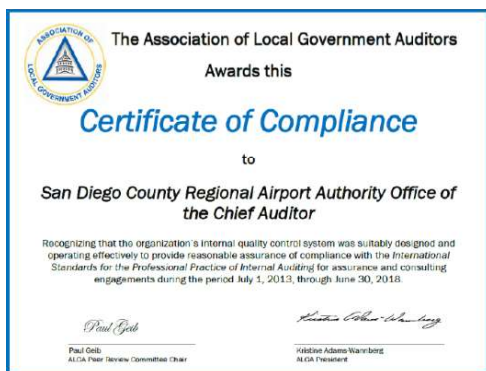 ASSOCIATION OF
LOCAL GOVERNMENT AUDITORS
The Association of Local Government Auditors
Awards this
Certificate of Compliance
to
San Diego County Regional Airport Authority Office of
the Chief Auditor
Recognizing that the organization's internal quality control system was suitably designed and
operating effectively to provide reasonable assurance of compliance with the International
Standards for the Professional Practice of Internal Auditing for assurance and consulting
engagements during the period July 1, 2013, through June 30, 2018.
Paul Geib
Kristine Adams-Wannberg
Paul Geib
ALGA Peer Review Committee Chair
Kristine Adams-Wannberg
ALGA President